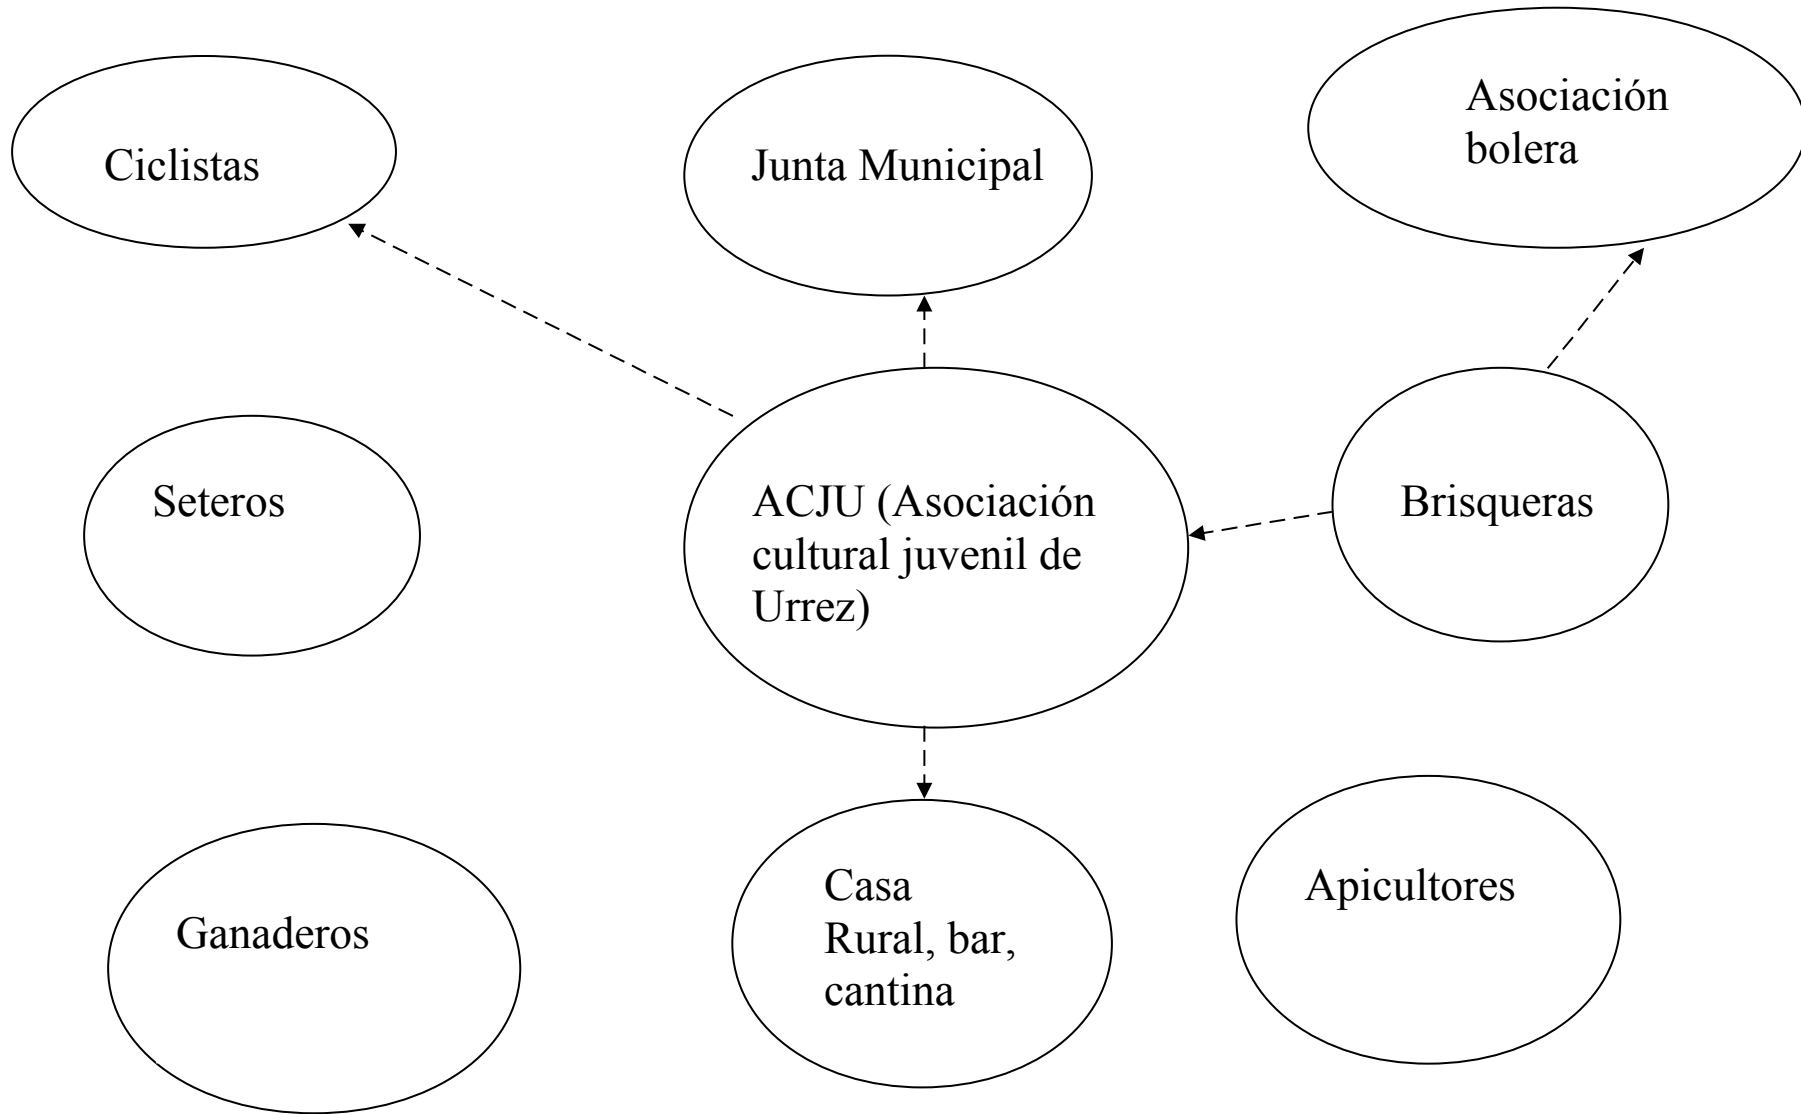 Ciclistas
Junta Municipal
Asociación
bolera
Seteros
ACJU (Asociación
cultural juvenil de
Urrez)
Brisqueras
Ganaderos
Casa
Rural, bar,
cantina
Apicultores